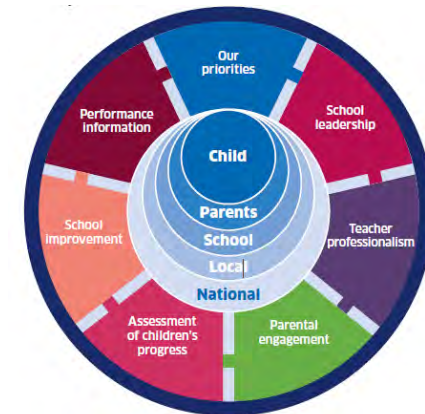 Our
priorities
School
leadership
Teacher
professionalism
Parental
engagement
Assessment
of children's
progress
School
improvement
Performance
information
Child
Parents
School
Local
National